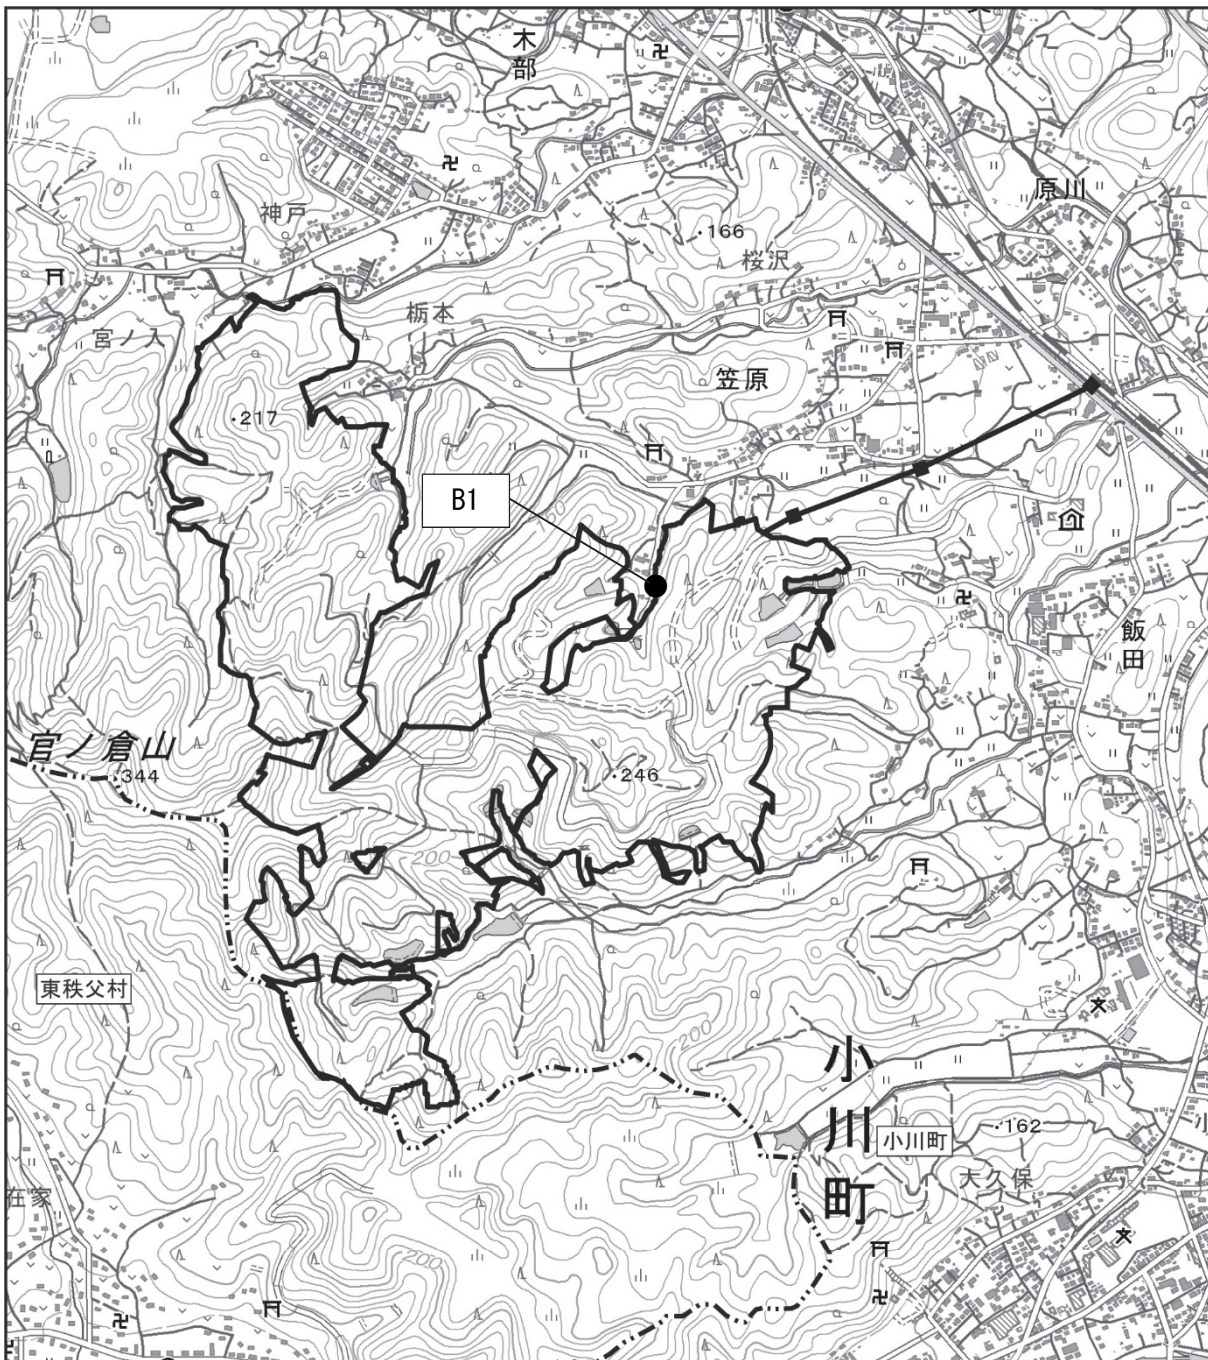 木部
神戸
原川
・166
桜沢
栃本
宮ノ入
笠原
・217
B1
飯田
官ノ倉山
・344
・246
200
東秩父村
200
小川町
小川町
・162
大久保
在家
200